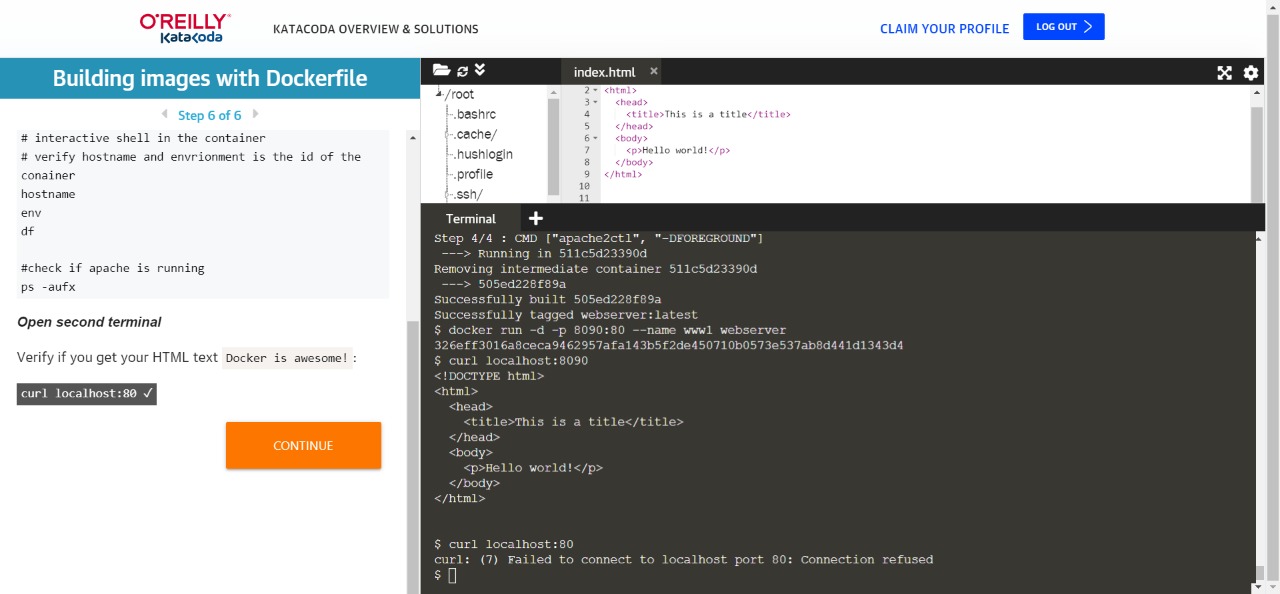 O'REILLY
Katacoda
KATACODA OVERVIEW & SOLUTIONS
CLAIM YOUR PROFILE
LOG OUT
Building images with Dockerfile
Step 6 of 6
# interactive shell in the container
# verify hostname and envrionment is the id of the
conainer
hostname
env
df
#check if apache is running
ps -aufx
Open second terminal
Verify if you get your HTML text Docker is awesome! :
curl localhost:80 ✓
CONTINUE
/root
.bashrc
.cache/
.hushlogin
.profile
.ssh/
index.html ×
2 <html>
3   <head>
4     <title>This is a title</title>
5   </head>
6   <body>
7     <p>Hello world!</p>
8   </body>
9 </html>
10
11
Terminal
Step 4/4 : CMD ["apache2ctl", "-DFOREGROUND"]
 ---> Running in 511c5d23390d
Removing intermediate container 511c5d23390d
 ---> 505ed228f89a
Successfully built 505ed228f89a
Successfully tagged webserver:latest
$ docker run -d -p 8090:80 --name www1 webserver
326eff3016a8ceca9462957afa143b5f2de450710b0573e537ab8d441d1343d4
$ curl localhost:8090
<!DOCTYPE html>
<html>
  <head>
    <title>This is a title</title>
  </head>
  <body>
    <p>Hello world!</p>
  </body>
</html>
$ curl localhost:80
curl: (7) Failed to connect to localhost port 80: Connection refused
$